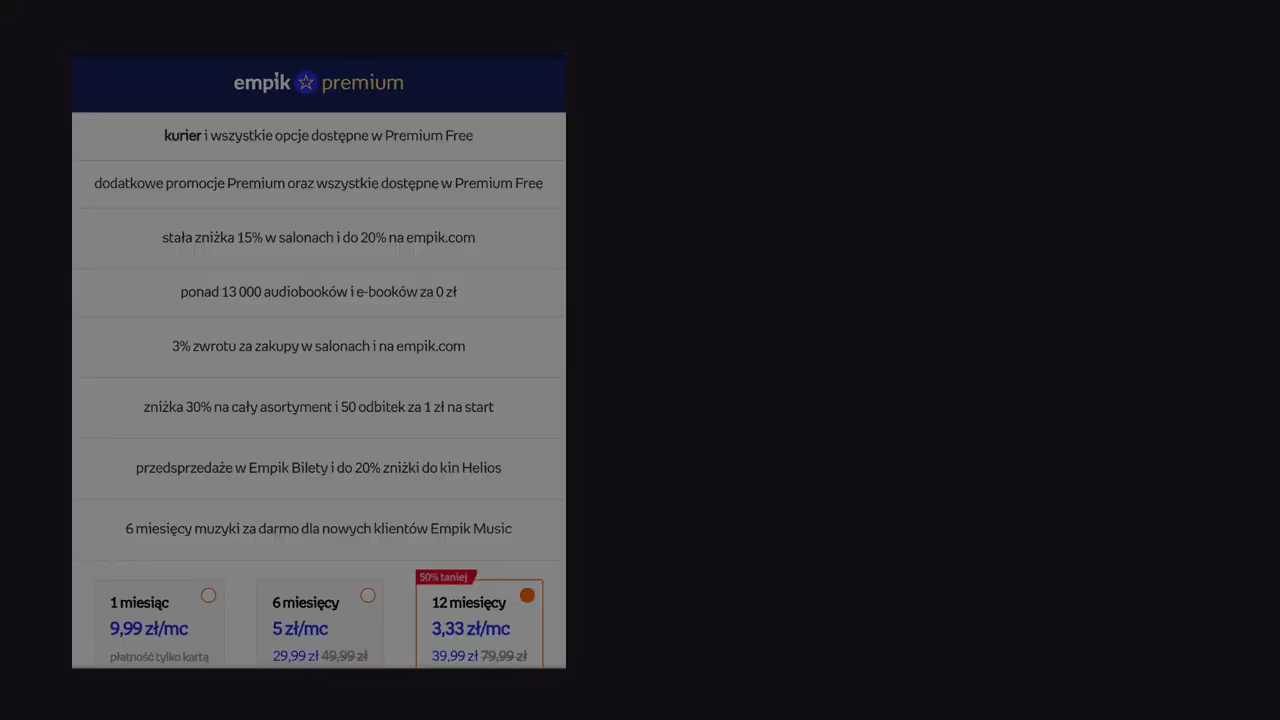 empik premium
kurier i wszystkie opcje dostępne w Premium Free
dodatkowe promocje Premium oraz wszystkie dostępne w Premium Free
stała zniżka 15% w salonach i do 20% na empik.com
ponad 13 000 audiobooków i e-booków za 0 zł
3% zwrotu za zakupy w salonach i na empik.com
zniżka 30% na cały asortyment i 50 odbitek za 1 zł na start
przedsprzedaże w Empik Bilety i do 20% zniżki do kin Helios
6 miesięcy muzyki za darmo dla nowych klientów Empik Music
1 miesiąc
9,99 zł/mc
płatność tylko kartą
6 miesięcy
5 zł/mc
29,99 zł 49,99 zł
50% taniej
12 miesięcy
3,33 zł/mc
39,99 zł 79,99 zł